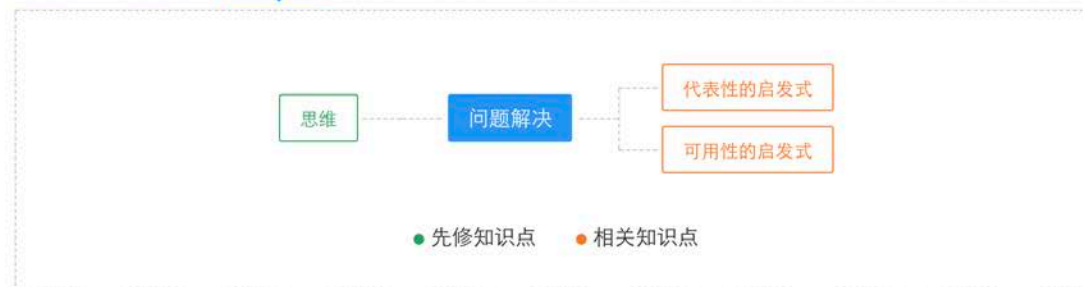 代表性的启发式
思维
问题解决
可用性的启发式
先修知识点
相关知识点